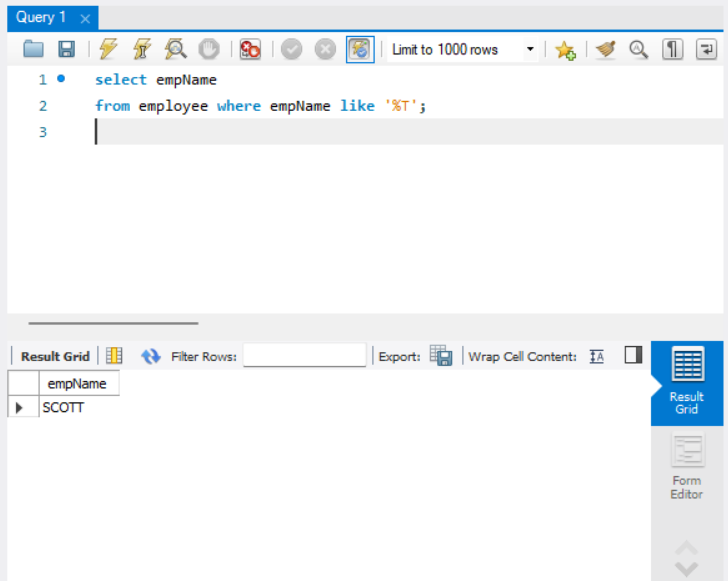 Query 1
Limit to 1000 rows
1 select empName
2 from employee where empName like '%T';
3
Result Grid Filter Rows: Export: Wrap Cell Content: IA
empName
SCOTT
Result
Grid
Form
Editor